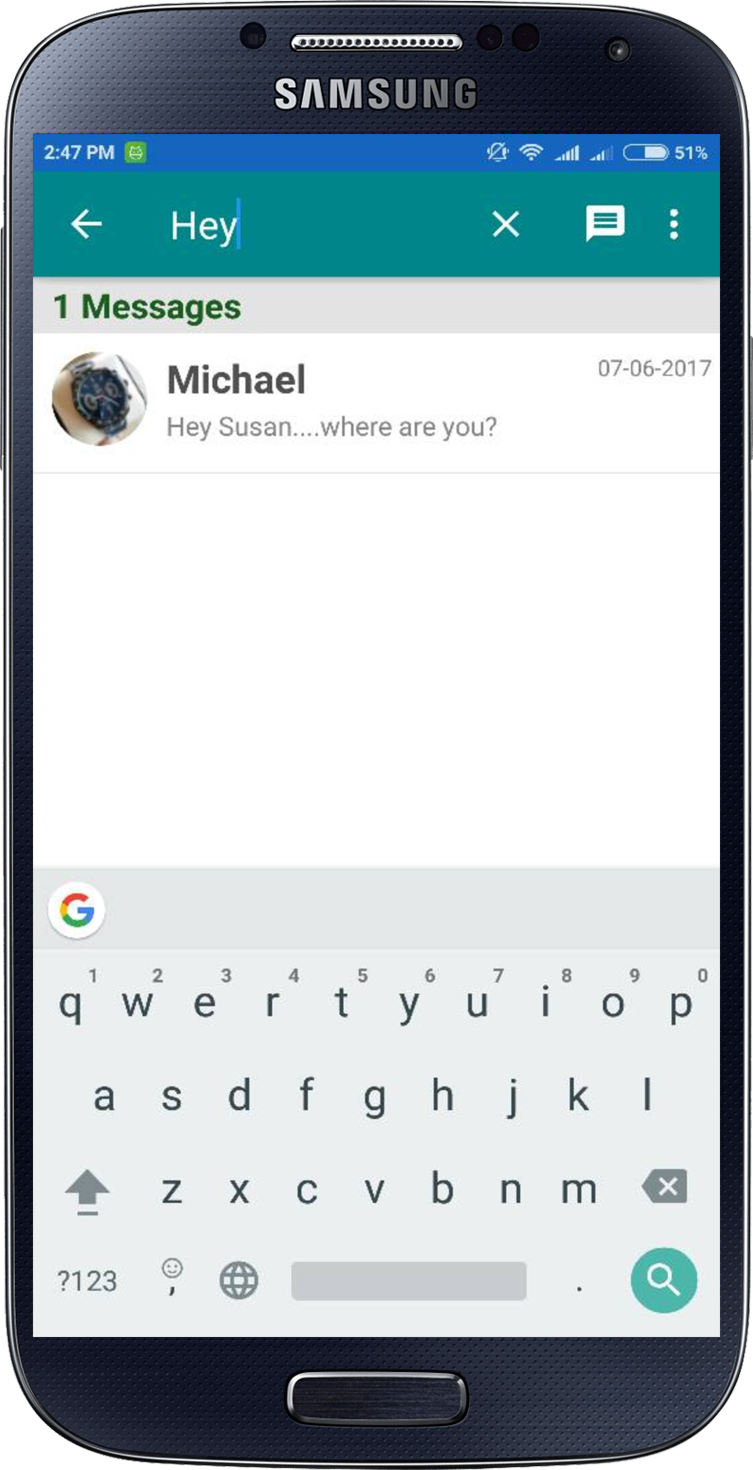 SAMSUNG
2:47 PM 51%
Hey
1 Messages
Michael 07-06-2017
Hey Susan....where are you?
G
1 2 3 4 5 6 7 8 9 0
q w e r t y u i o p
a s d f g h j k l
z x c v b n m
?123 , .